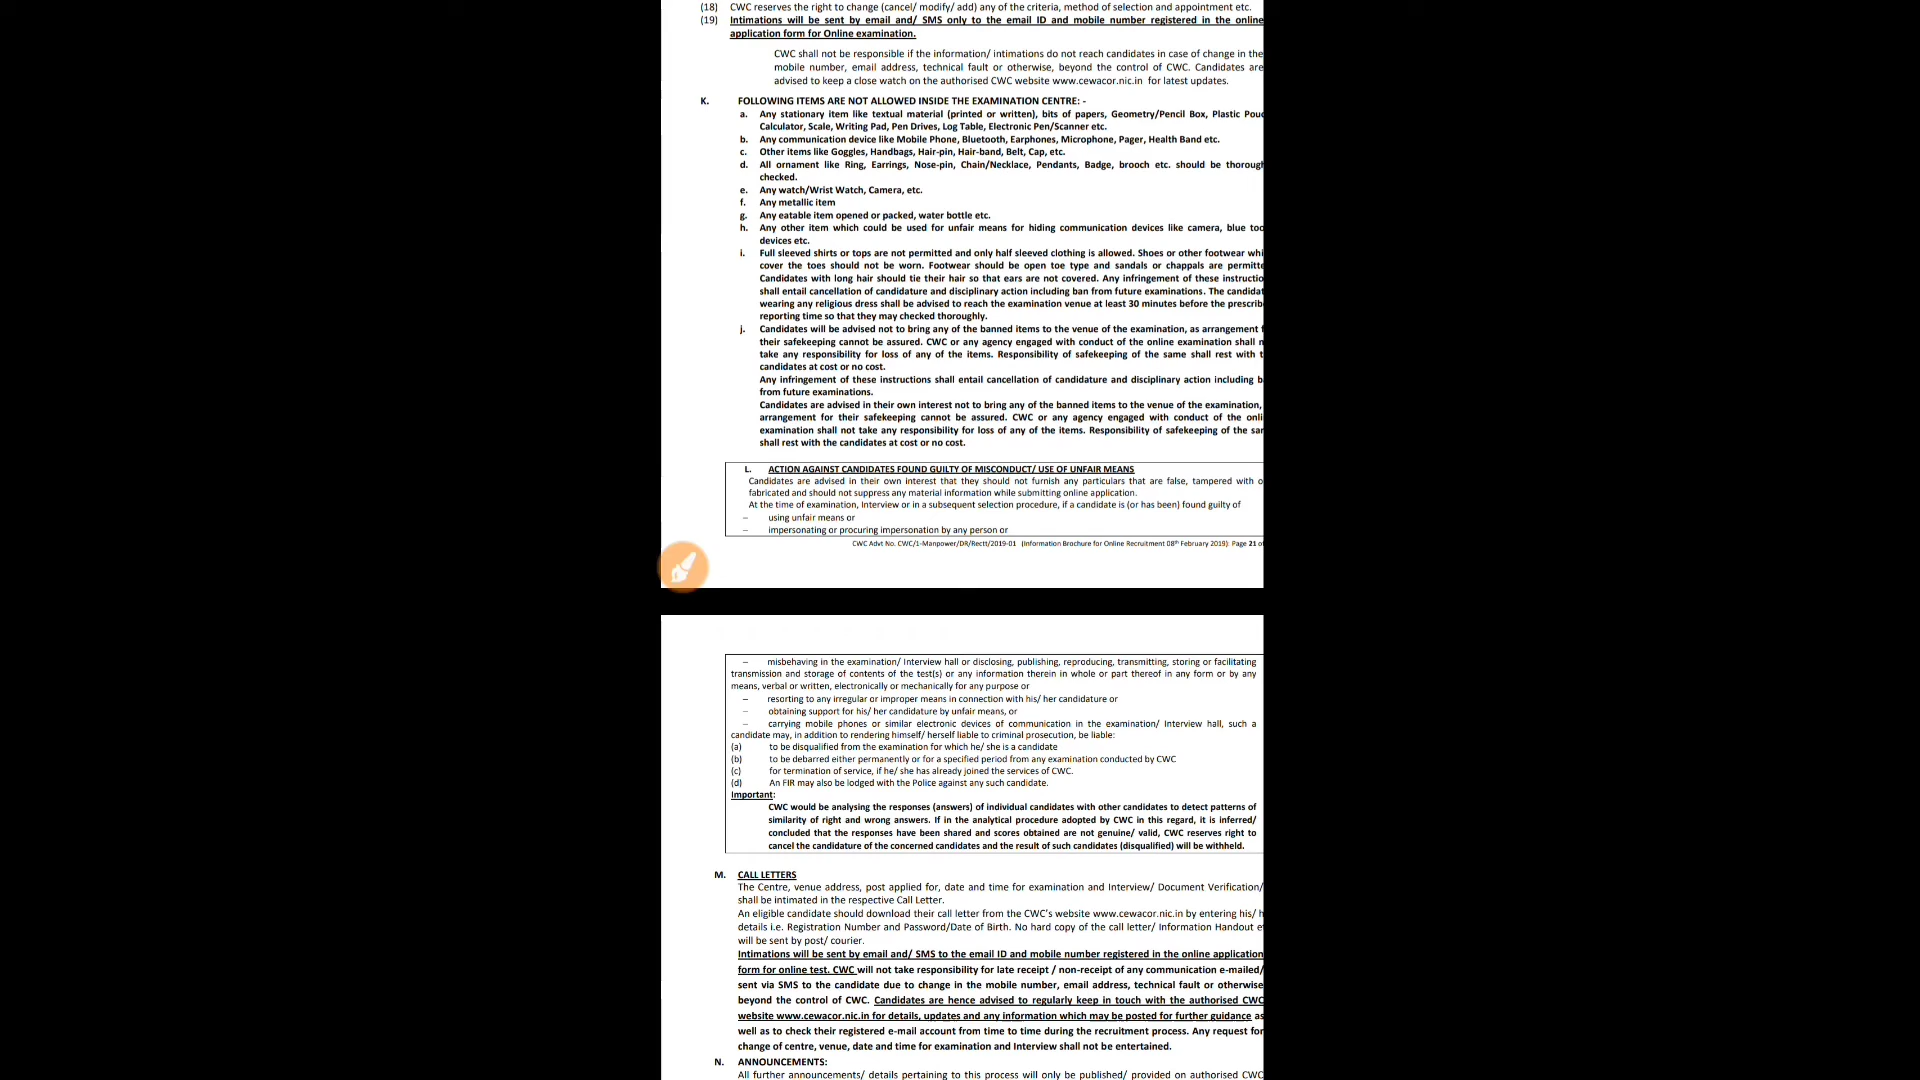 (18) CWC reserves the right to change (cancel/ modify/ add) any of the criteria, method of selection and appointment etc.
(19) Intimations will be sent by email and/ SMS only to the email ID and mobile number registered in the online
application form for Online examination.
CWC shall not be responsible if the information/ intimations do not reach candidates in case of change in the
mobile number, email address, technical fault or otherwise, beyond the control of CWC. Candidates are
advised to keep a close watch on the authorised CWC website www.cewacor.nic.in for latest updates.
K. FOLLOWING ITEMS ARE NOT ALLOWED INSIDE THE EXAMINATION CENTRE: -
a. Any stationary item like textual material (printed or written), bits of papers, Geometry/Pencil Box, Plastic
Calculator, Scale, Writing Pad, Pen Drives, Log Table, Electronic Pen/Scanner etc.
b. Any communication device like Mobile Phone, Bluetooth, Earphones, Microphone, Pager, Health Band etc.
c. Other items like Goggles, Handbags, Hair-pin, Hair-band, Belt, Cap, etc.
d. All ornament like Ring, Earrings, Nose-pin, Chain/Necklace, Pendants, Badge, brooch etc. should be
checked.
e. Any watch/Wrist Watch, Camera, etc.
f. Any metallic item
g. Any eatable item opened or packed, water bottle etc.
h. Any other item which could be used for unfair means for hiding communication devices like camera, blue
devices etc.
i. Full sleeved shirts or tops are not permitted and only half sleeved clothing is allowed. Shoes or other footwear
cover the toes should not be worn. Footwear should be open toe type and sandals or chappals are
Candidates with long hair should tie their hair so that ears are not covered. Any infringement of these
shall entail cancellation of candidature and disciplinary action including ban from future examinations. The
wearing any religious dress shall be advised to reach the examination venue at least 30 minutes before the
reporting time so that they may checked thoroughly.
j. Candidates will be advised not to bring any of the banned items to the venue of the examination, as arrangement
their safekeeping cannot be assured. CWC or any agency engaged with conduct of the online examination shall
take any responsibility for loss of any of the items. Responsibility of safekeeping of the same shall rest with
candidates at cost or no cost.
Any infringement of these instructions shall entail cancellation of candidature and disciplinary action including
from future examinations.
Candidates are advised in their own interest not to bring any of the banned items to the venue of the examination,
arrangement for their safekeeping cannot be assured. CWC or any agency engaged with conduct of the
examination shall not take any responsibility for loss of any of the items. Responsibility of safekeeping of the
shall rest with the candidates at cost or no cost.
L. ACTION AGAINST CANDIDATES FOUND GUILTY OF MISCONDUCT/ USE OF UNFAIR MEANS
Candidates are advised in their own interest that they should not furnish any particulars that are false, tampered with
fabricated and should not suppress any material information while submitting online application.
At the time of examination, Interview or in a subsequent selection procedure, if a candidate is (or has been) found guilty of
– using unfair means or
– impersonating or procuring impersonation by any person or
CWC Advt No. CWC/1-Manpower/DR/Rectt/2019-01 (Information Brochure for Online Recruitment 08th February 2019): Page 21
– misbehaving in the examination/ Interview hall or disclosing, publishing, reproducing, transmitting, storing or facilitating
transmission and storage of contents of the test(s) or any information therein in whole or part thereof in any form or by any
means, verbal or written, electronically or mechanically for any purpose or
– resorting to any irregular or improper means in connection with his/ her candidature or
– obtaining support for his/ her candidature by unfair means, or
– carrying mobile phones or similar electronic devices of communication in the examination/ Interview hall, such a
candidate may, in addition to rendering himself/ herself liable to criminal prosecution, be liable:
(a) to be disqualified from the examination for which he/ she is a candidate
(b) to be debarred either permanently or for a specified period from any examination conducted by CWC
(c) for termination of service, if he/ she has already joined the services of CWC.
(d) An FIR may also be lodged with the Police against any such candidate.
Important:
CWC would be analysing the responses (answers) of individual candidates with other candidates to detect patterns of
similarity of right and wrong answers. If in the analytical procedure adopted by CWC in this regard, it is inferred/
concluded that the responses have been shared and scores obtained are not genuine/ valid, CWC reserves right to
cancel the candidature of the concerned candidates and the result of such candidates (disqualified) will be withheld.
M. CALL LETTERS
The Centre, venue address, post applied for, date and time for examination and Interview/ Document Verification/
shall be intimated in the respective Call Letter.
An eligible candidate should download their call letter from the CWC's website www.cewacor.nic.in by entering his/
details i.e. Registration Number and Password/Date of Birth. No hard copy of the call letter/ Information Handout
will be sent by post/ courier.
Intimations will be sent by email and/ SMS to the email ID and mobile number registered in the online application
form for online test. CWC will not take responsibility for late receipt / non-receipt of any communication e-mailed/
sent via SMS to the candidate due to change in the mobile number, email address, technical fault or otherwise
beyond the control of CWC. Candidates are hence advised to regularly keep in touch with the authorised CWC
website www.cewacor.nic.in for details, updates and any information which may be posted for further guidance as
well as to check their registered e-mail account from time to time during the recruitment process. Any request for
change of centre, venue, date and time for examination and Interview shall not be entertained.
N. ANNOUNCEMENTS:
All further announcements/ details pertaining to this process will only be published/ provided on authorised CWC